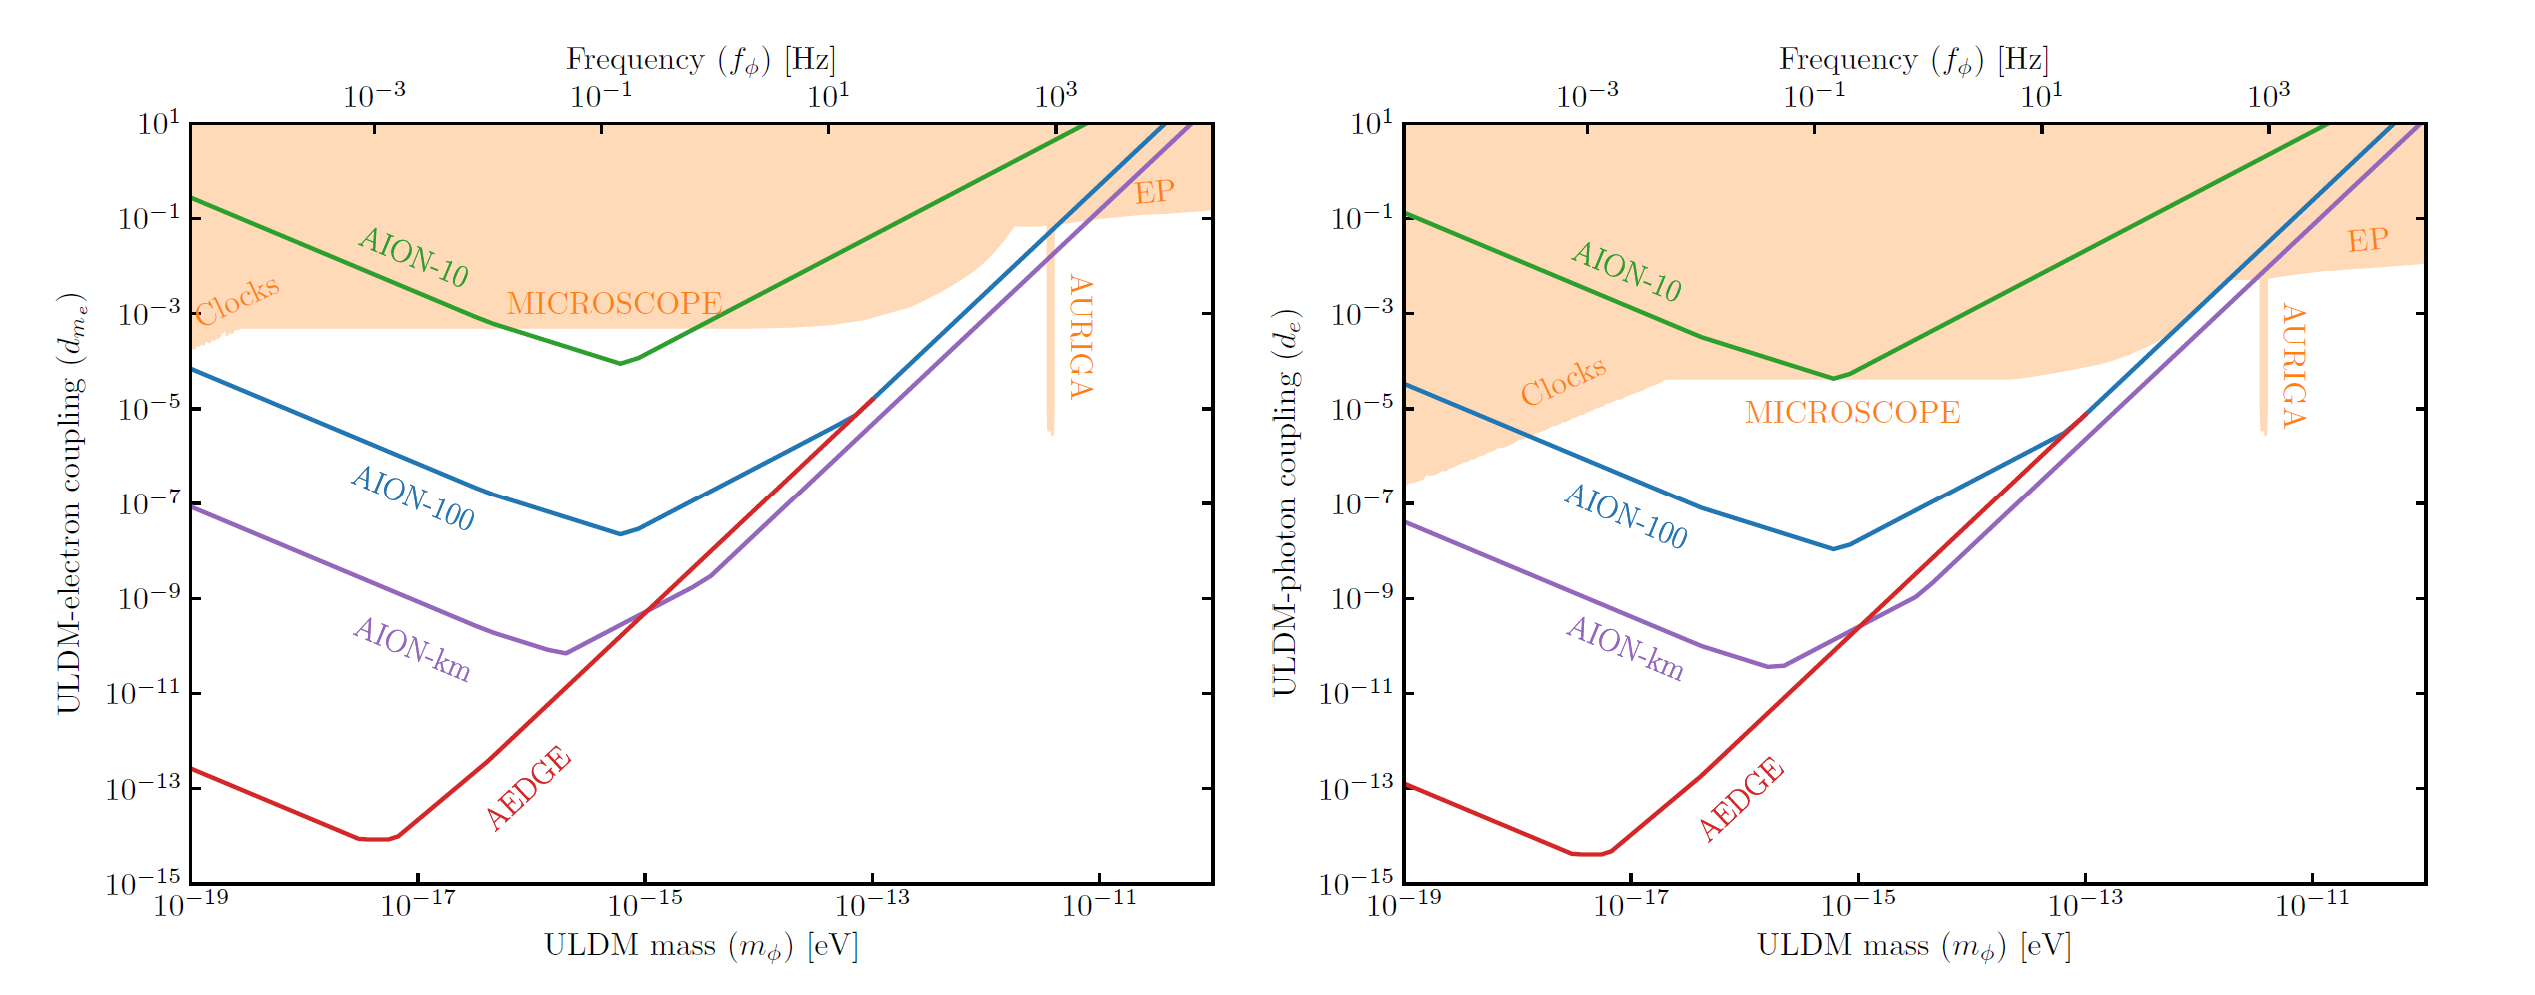 Frequency (f_ϕ) [Hz]
10^−3 10^−1 10^1 10^3
ULDM-electron coupling (d_{m_e})
10^1
10^−1
10^−3
10^−5
10^−7
10^−9
10^−11
10^−13
10^−15
EP
AION-10
Clocks
MICROSCOPE
AURIGA
AION-100
AION-km
AEDGE
10^−19 10^−17 10^−15 10^−13 10^−11
ULDM mass (m_ϕ) [eV]
Frequency (f_ϕ) [Hz]
10^−3 10^−1 10^1 10^3
ULDM-photon coupling (d_e)
10^1
10^−1
10^−3
10^−5
10^−7
10^−9
10^−11
10^−13
10^−15
EP
AION-10
Clocks
MICROSCOPE
AURIGA
AION-100
AION-km
AEDGE
10^−19 10^−17 10^−15 10^−13 10^−11
ULDM mass (m_ϕ) [eV]